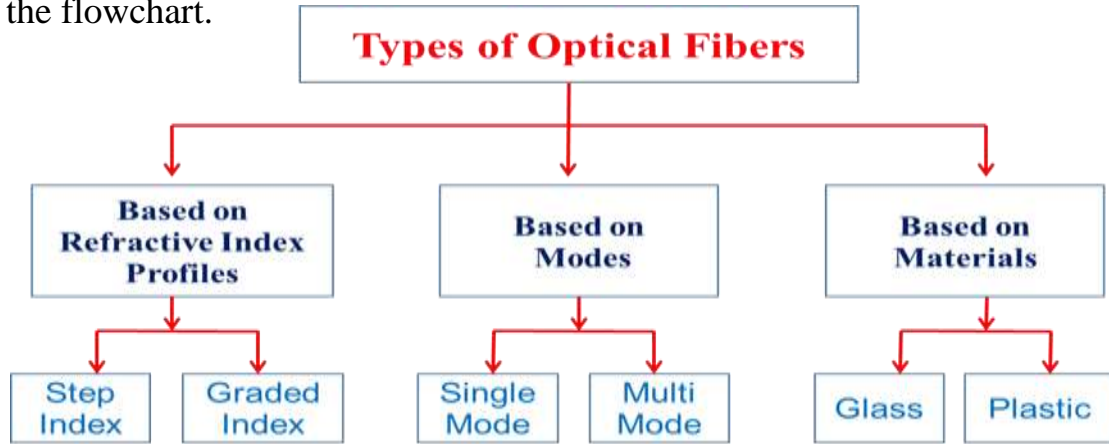 the flowchart.
Types of Optical Fibers
Based on
Refractive Index
Profiles
Based on
Modes
Based on
Materials
Step
Index
Graded
Index
Single
Mode
Multi
Mode
Glass
Plastic